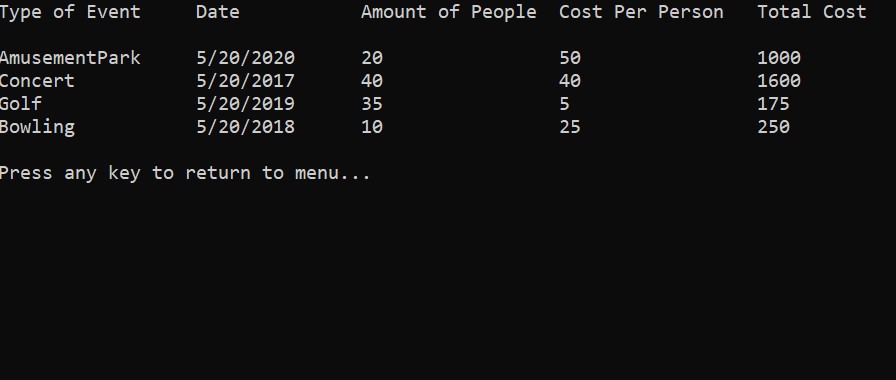 Type of Event     Date     Amount of People  Cost Per Person   Total Cost
AmusementPark     5/20/2020     20     50     1000
Concert     5/20/2017     40     40     1600
Golf     5/20/2019     35     5     175
Bowling     5/20/2018     10     25     250
Press any key to return to menu...